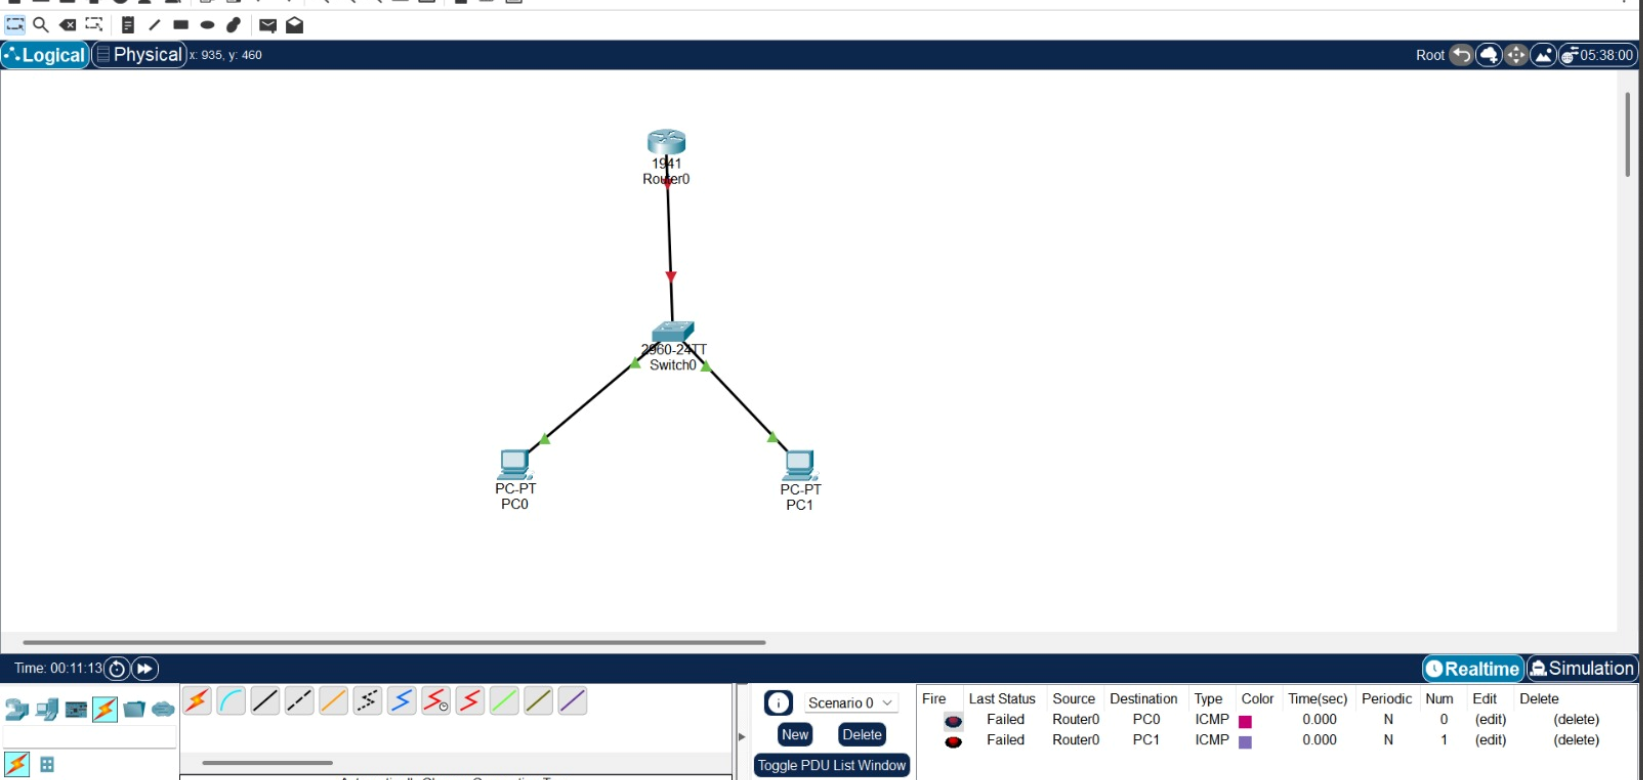 Logical Physical x: 935, y: 460 Root 05:38:00
1941
Router0
2960-24TT
Switch0
PC-PT
PC0
PC-PT
PC1
Time: 00:11:13 Realtime Simulation
Scenario 0
New Delete
Toggle PDU List Window
Fire Last Status Source Destination Type Color Time(sec) Periodic Num Edit Delete
Failed Router0 PC0 ICMP 0.000 N 0 (edit) (delete)
Failed Router0 PC1 ICMP 0.000 N 1 (edit) (delete)